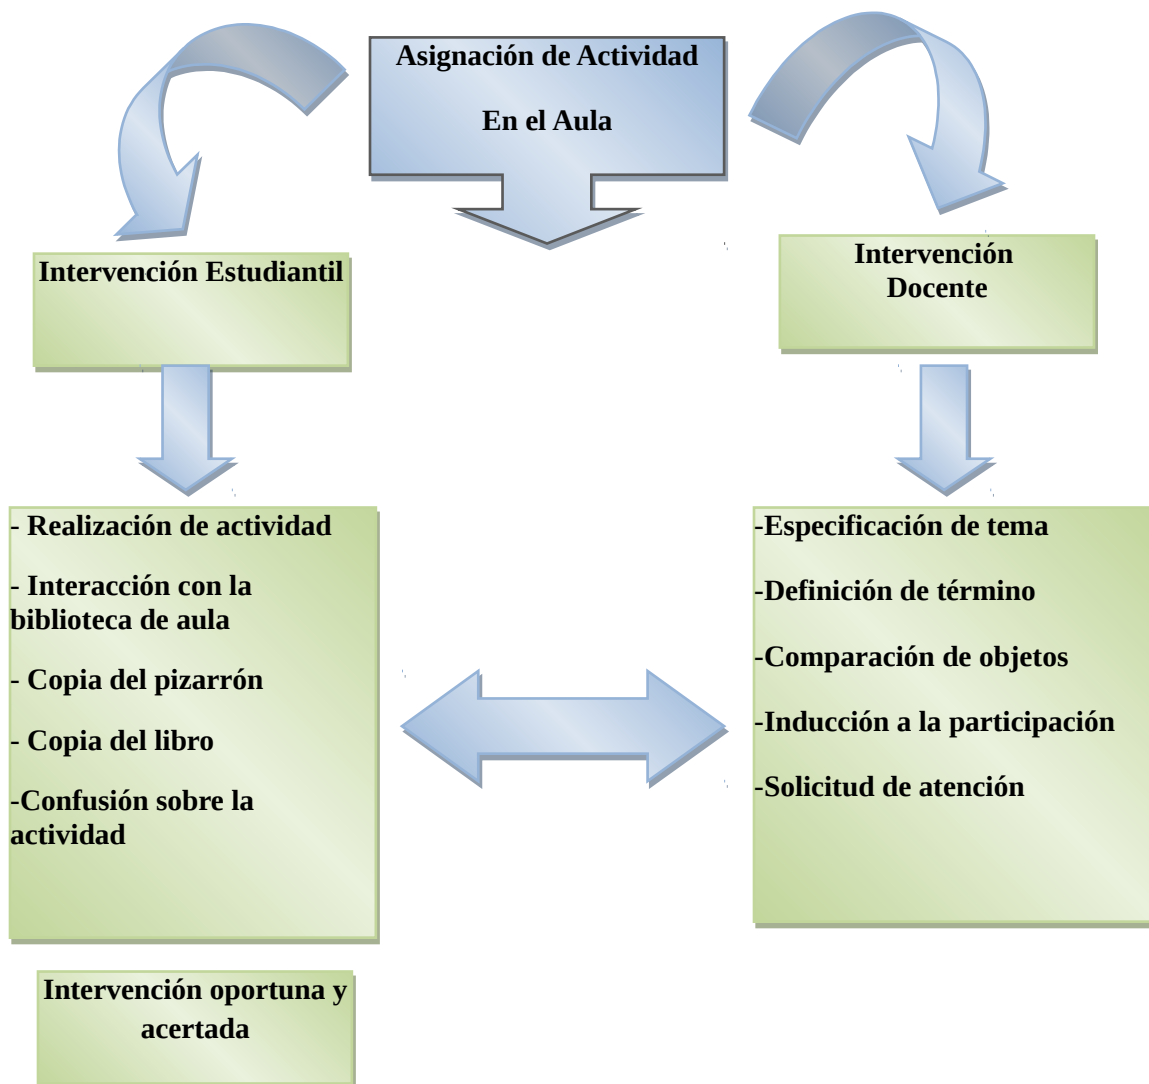 Asignación de Actividad
En el Aula
Intervención Estudiantil
Intervención
Docente
- Realización de actividad
- Interacción con la
biblioteca de aula
- Copia del pizarrón
- Copia del libro
-Confusión sobre la
actividad
-Especificación de tema
-Definición de término
-Comparación de objetos
-Inducción a la participación
-Solicitud de atención
Intervención oportuna y
acertada